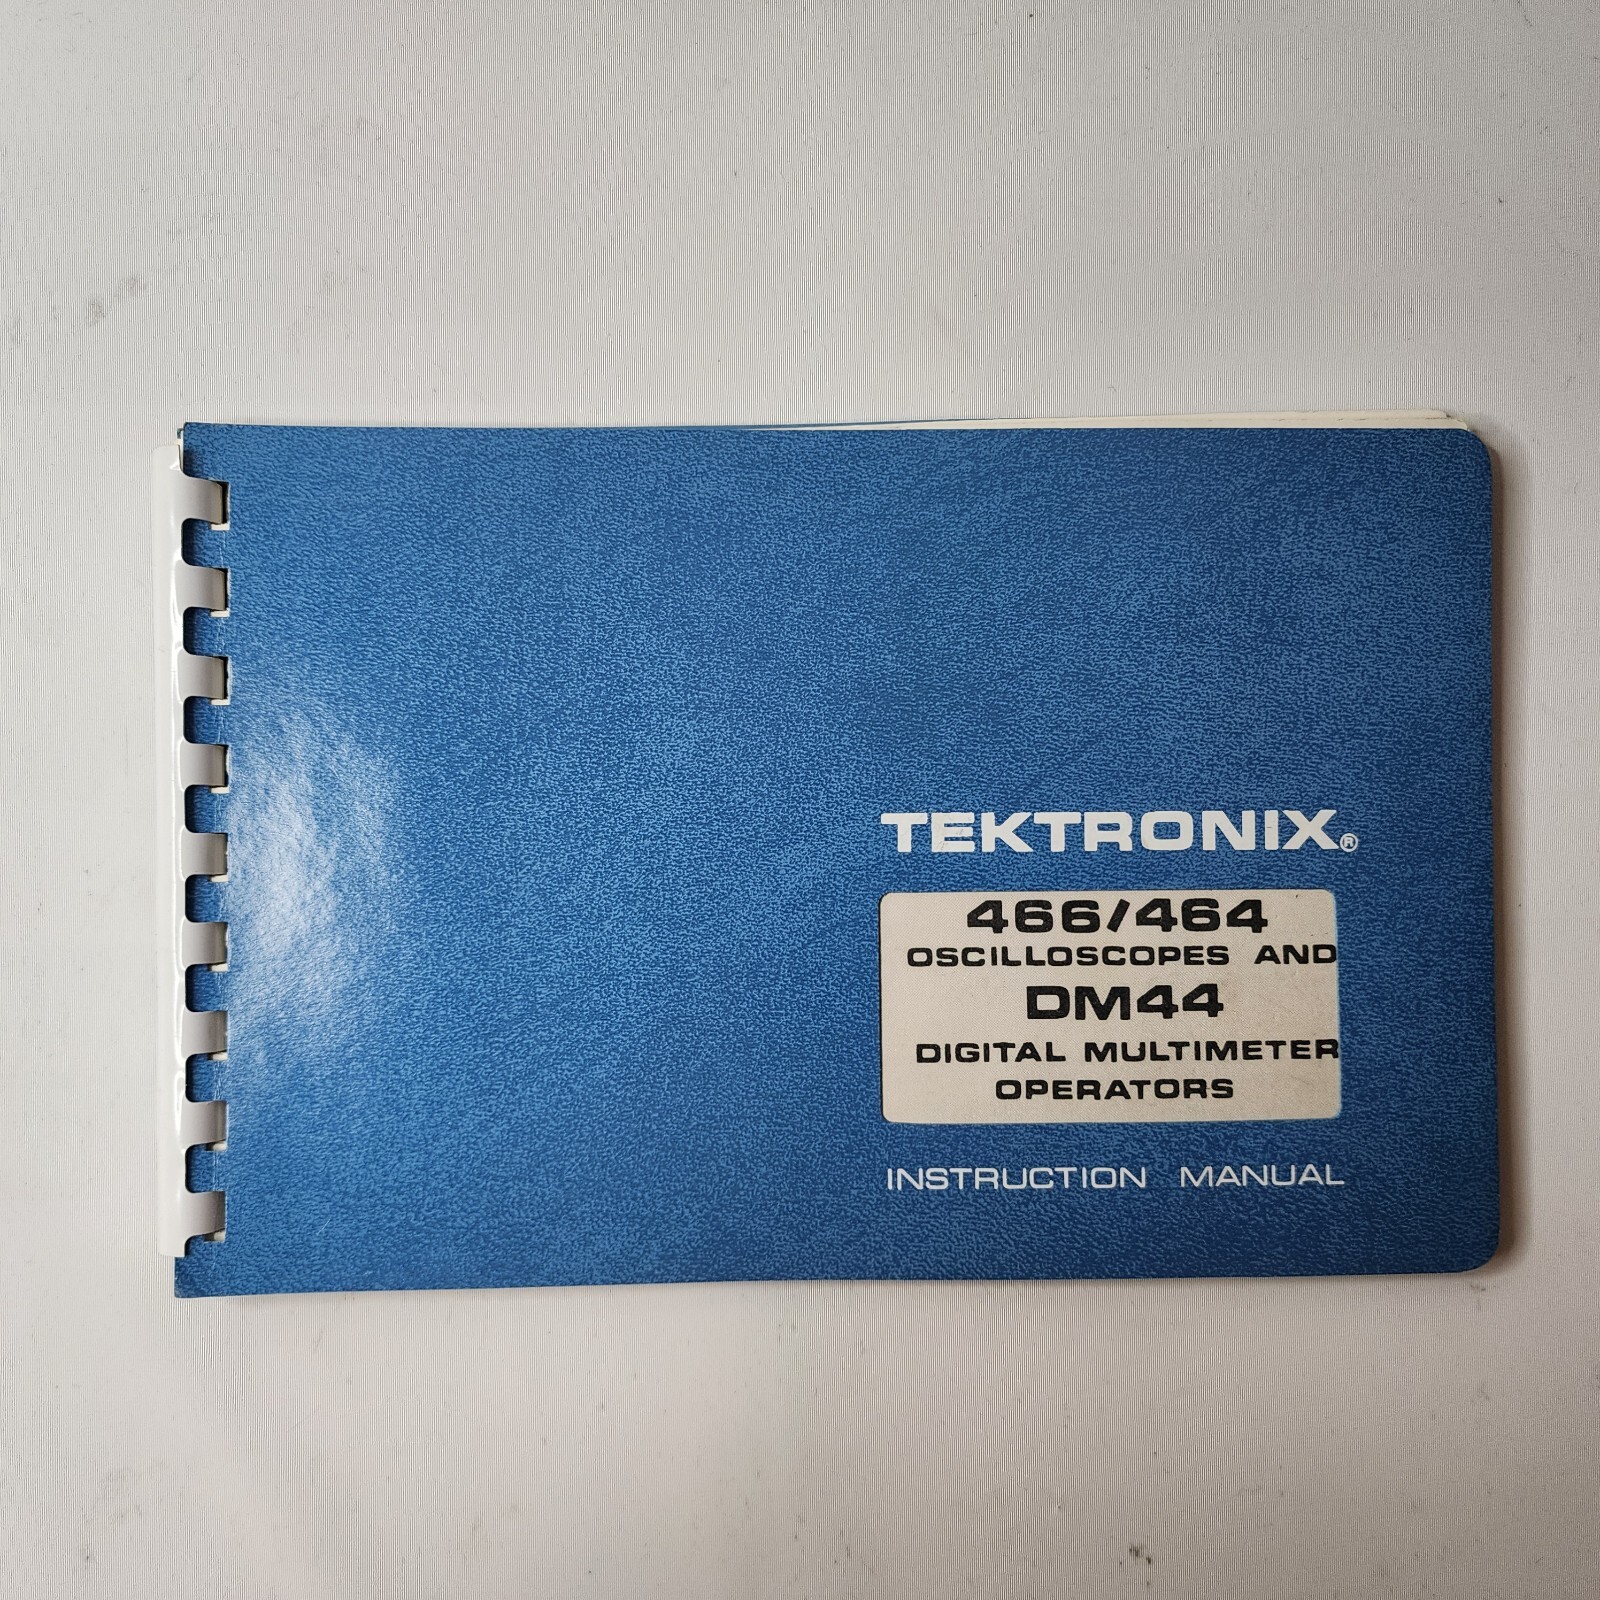 TEKTRONIX®
466/464
OSCILLOSCOPES AND
DM44
DIGITAL MULTIMETER
OPERATORS
INSTRUCTION MANUAL